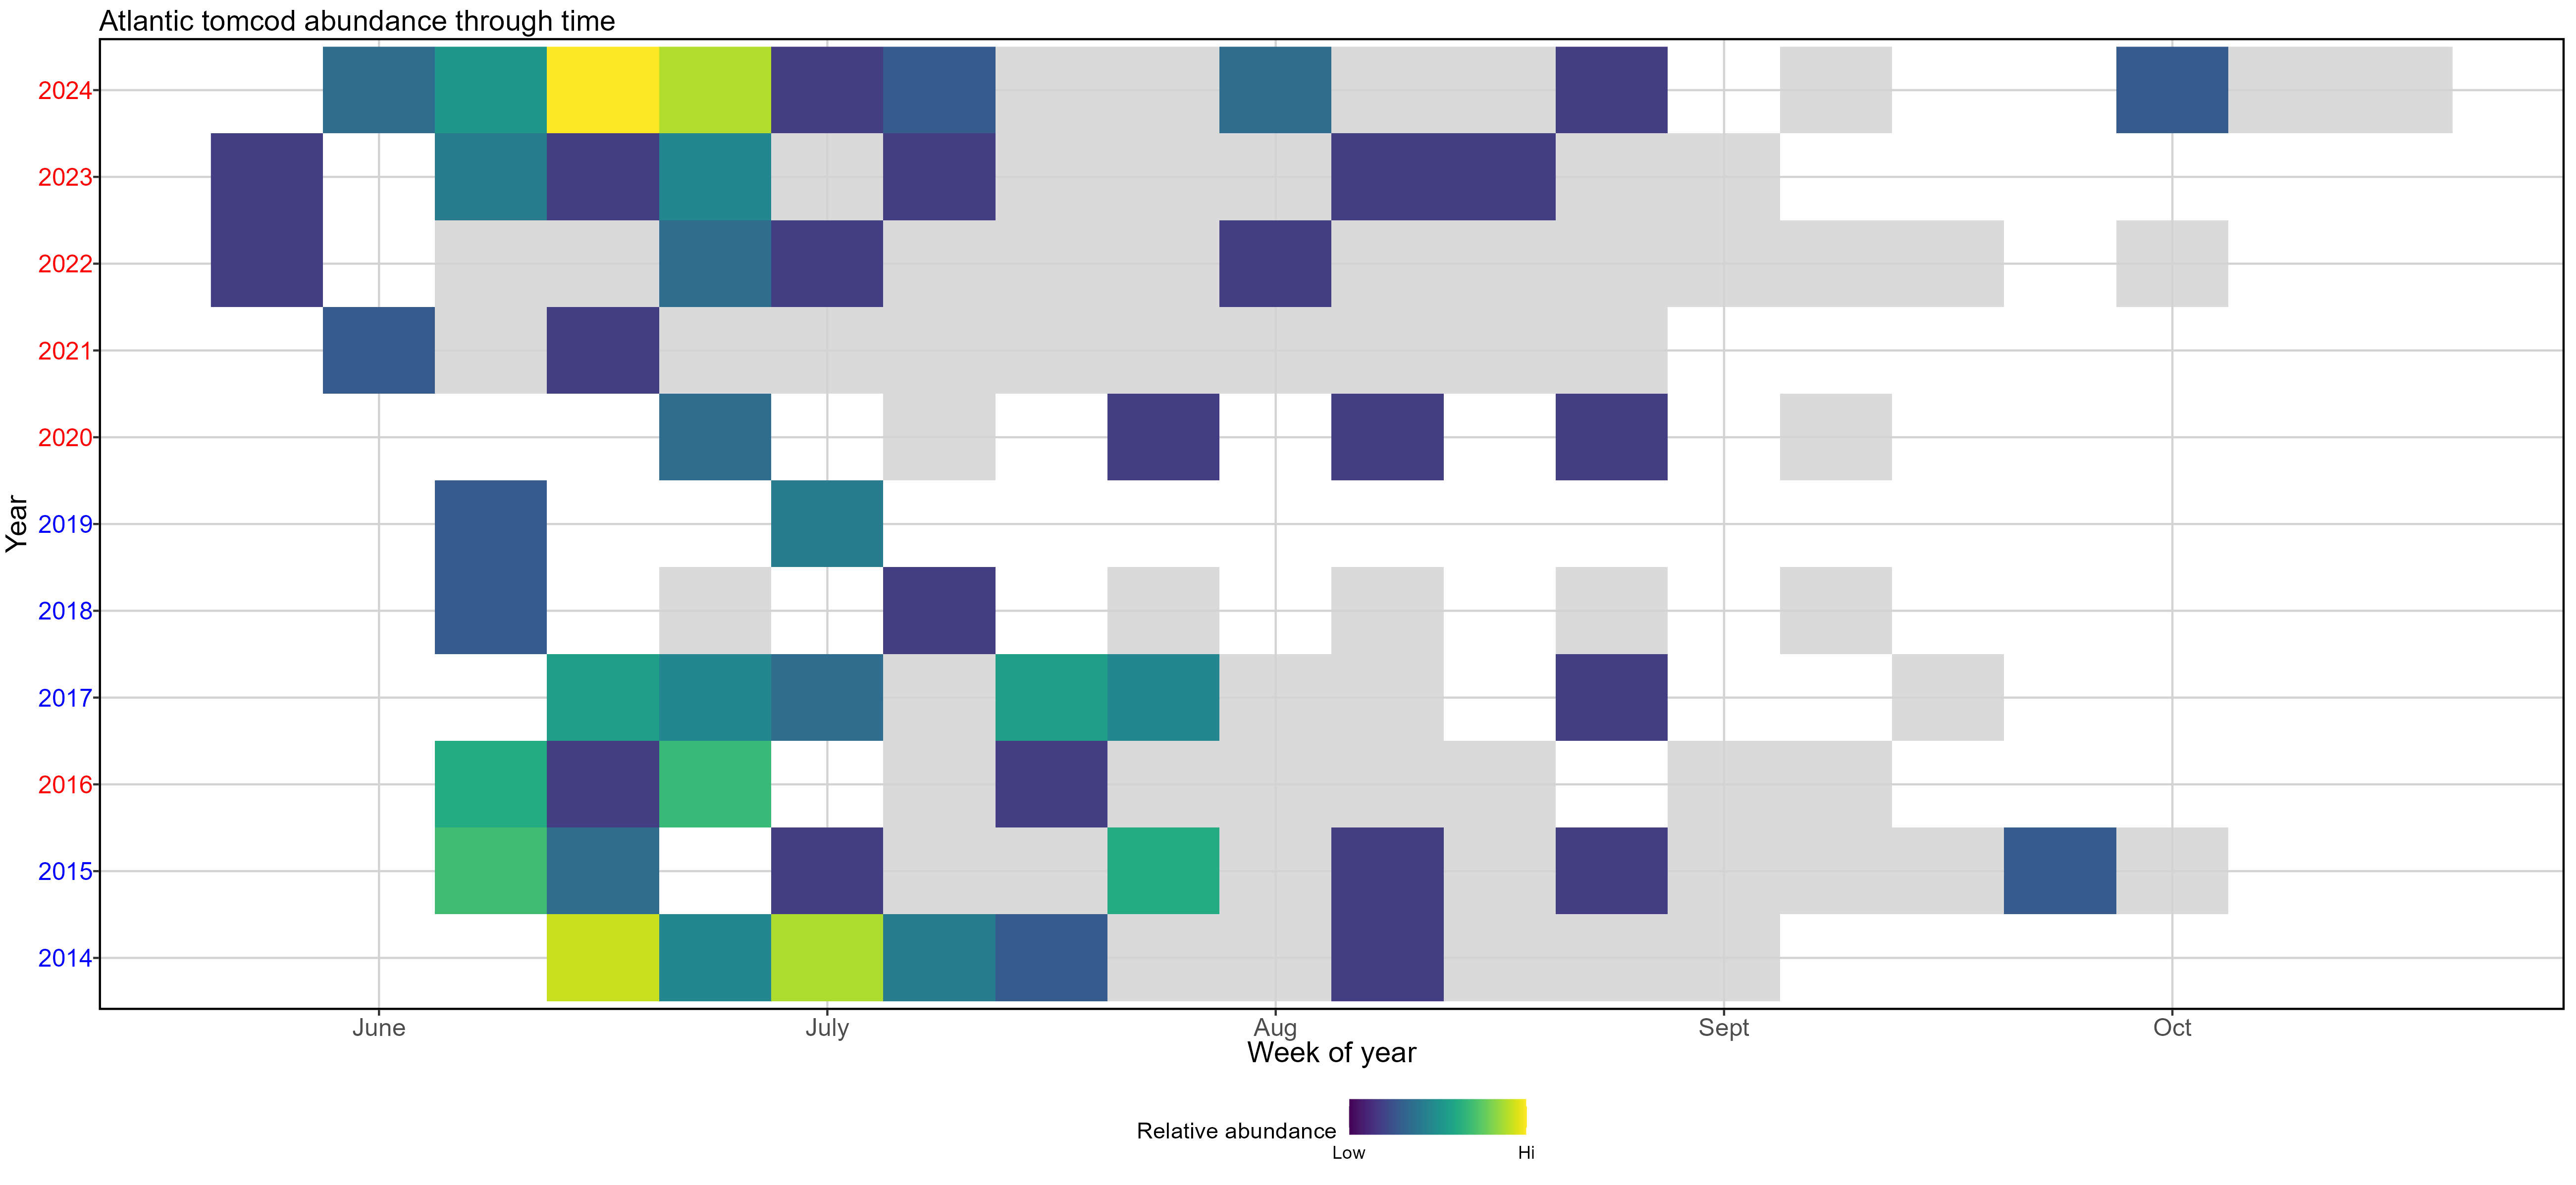 Atlantic tomcod abundance through time
2024
2023
2022
2021
2020
2019
2018
2017
2016
2015
2014
Year
June July Aug Sept Oct
Week of year
Relative abundance
Low Hi